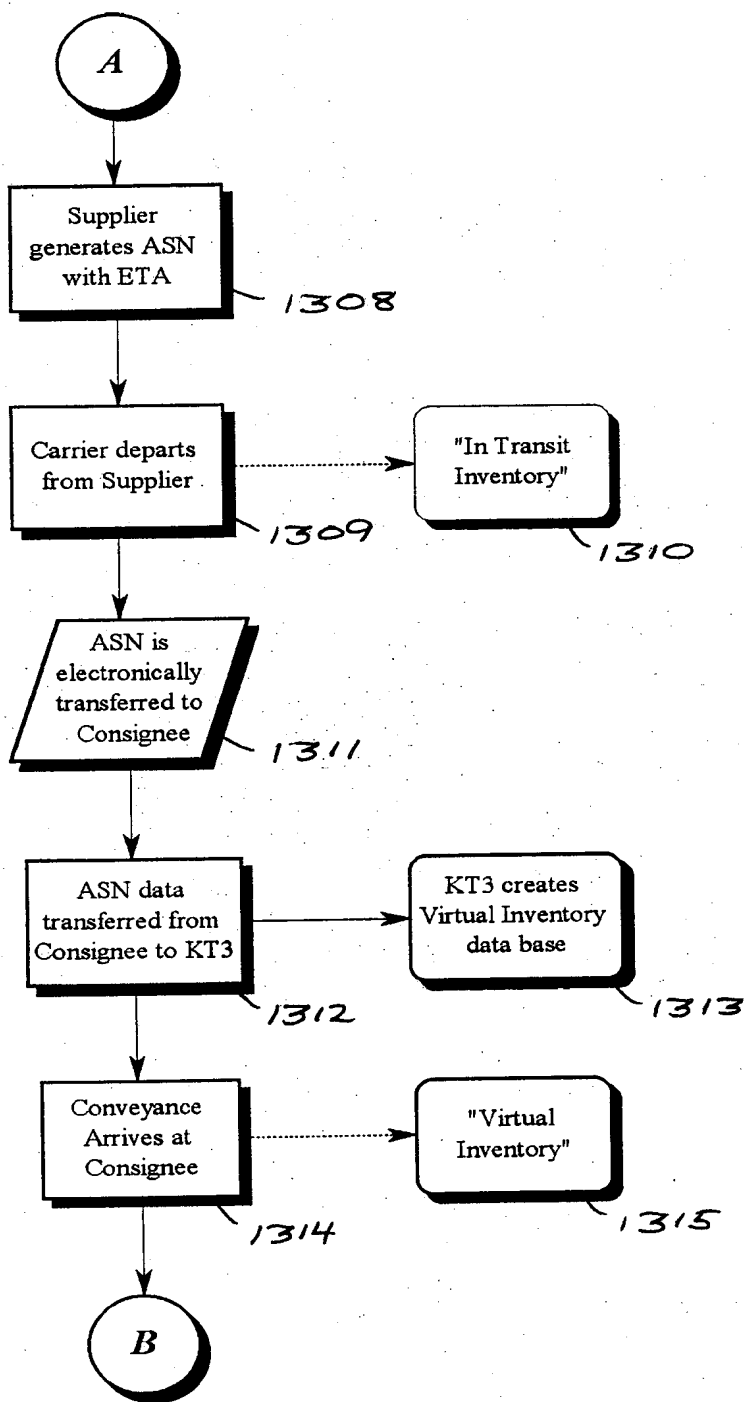 A
Supplier
generates ASN
with ETA
1308
Carrier departs
from Supplier
1309
"In Transit
Inventory"
1310
ASN is
electronically
transferred to
Consignee
1311
ASN data
transferred from
Consignee to KT3
1312
KT3 creates
Virtual Inventory
data base
1313
Conveyance
Arrives at
Consignee
1314
"Virtual
Inventory"
1315
B